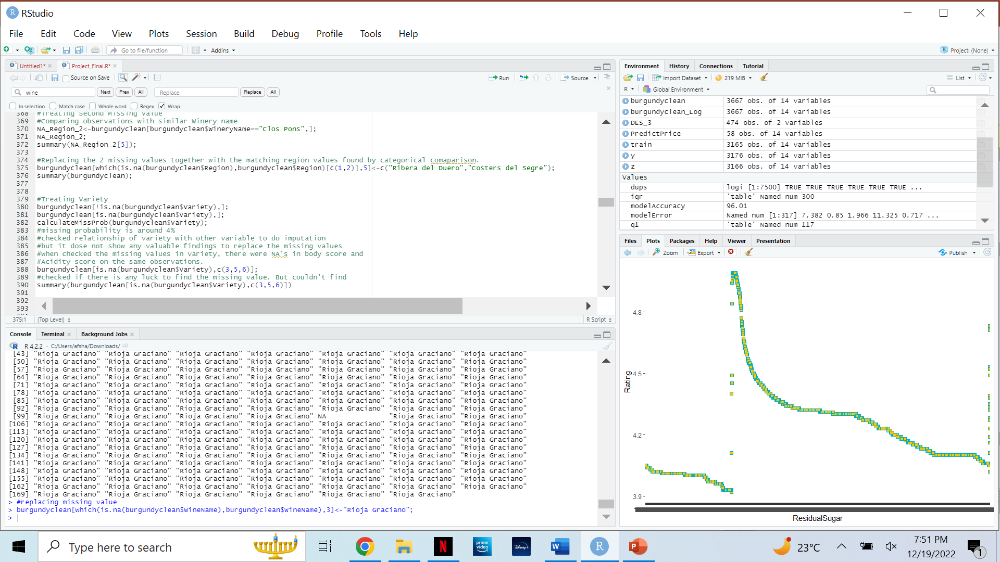 RStudio
File Edit Code View Plots Session Build Debug Profile Tools Help
Go to file/function Addins Project: (None)
Untitled1* Project_Final.R*
Source on Save Run Source
wine Next Prev All Replace Replace All
In selection Match case Whole word Regex Wrap
368 #Treating Second Missing Value
369 #Comparing observations with similar Winery name
370 NA_Region_2<-burgundyclean[burgundyclean$WineryName=="Clos Pons",];
371 NA_Region_2;
372 summary(NA_Region_2[5]);
373
374 #Replacing the 2 missing values together with the matching region values found by categorical comaparison.
375 burgundyclean[which(is.na(burgundyclean$Region),burgundyclean$Region)[c(1,2)],5]<-c("Ribera del Duero","Costers del Segre");
376 summary(burgundyclean);
377
378
379 #Treating Variety
380 burgundyclean[!is.na(burgundyclean$Variety),];
381 burgundyclean[is.na(burgundyclean$Variety),];
382 calculateMissProb(burgundyclean$Variety);
383 #missing probability is around 4%
384 #checked relationship of variety with other variable to do imputation
385 #but it dose not show any valuable findings to replace the missing values
386 #when checked the missing values in variety, there were NA's in body score and
387 #Acidity score on the same observations.
388 burgundyclean[is.na(burgundyclean$Variety),c(3,5,6)];
389 #checked if there is any luck to find the missing value. But couldn't find
390 summary(burgundyclean[is.na(burgundyclean$Variety),c(3,5,6)])
391
392
393
375:1 (Top Level) R Script
Console Terminal Background Jobs
R 4.2.2 · C:/Users/afsha/Downloads/
[43] "Rioja Graciano" "Rioja Graciano" "Rioja Graciano" "Rioja Graciano" "Rioja Graciano" "Rioja Graciano" "Rioja Graciano"
[50] "Rioja Graciano" "Rioja Graciano" "Rioja Graciano" "Rioja Graciano" "Rioja Graciano" "Rioja Graciano" "Rioja Graciano"
[57] "Rioja Graciano" "Rioja Graciano" "Rioja Graciano" "Rioja Graciano" "Rioja Graciano" "Rioja Graciano" "Rioja Graciano"
[64] "Rioja Graciano" "Rioja Graciano" "Rioja Graciano" "Rioja Graciano" "Rioja Graciano" "Rioja Graciano" "Rioja Graciano"
[71] "Rioja Graciano" "Rioja Graciano" "Rioja Graciano" "Rioja Graciano" "Rioja Graciano" "Rioja Graciano" "Rioja Graciano"
[78] "Rioja Graciano" "Rioja Graciano" "Rioja Graciano" "Rioja Graciano" "Rioja Graciano" "Rioja Graciano" "Rioja Graciano"
[85] "Rioja Graciano" "Rioja Graciano" "Rioja Graciano" "Rioja Graciano" "Rioja Graciano" "Rioja Graciano" "Rioja Graciano"
[92] "Rioja Graciano" "Rioja Graciano" "Rioja Graciano" "Rioja Graciano" "Rioja Graciano" "Rioja Graciano" "Rioja Graciano"
[99] "Rioja Graciano" "Rioja Graciano" "Rioja Graciano" "Rioja Graciano" NA "Rioja Graciano" "Rioja Graciano"
[106] "Rioja Graciano" "Rioja Graciano" "Rioja Graciano" "Rioja Graciano" "Rioja Graciano" "Rioja Graciano" "Rioja Graciano"
[113] "Rioja Graciano" "Rioja Graciano" "Rioja Graciano" "Rioja Graciano" "Rioja Graciano" "Rioja Graciano" "Rioja Graciano"
[120] "Rioja Graciano" "Rioja Graciano" "Rioja Graciano" "Rioja Graciano" "Rioja Graciano" "Rioja Graciano" "Rioja Graciano"
[127] "Rioja Graciano" "Rioja Graciano" "Rioja Graciano" "Rioja Graciano" "Rioja Graciano" "Rioja Graciano" "Rioja Graciano"
[134] "Rioja Graciano" "Rioja Graciano" "Rioja Graciano" "Rioja Graciano" "Rioja Graciano" "Rioja Graciano" "Rioja Graciano"
[141] "Rioja Graciano" "Rioja Graciano" "Rioja Graciano" "Rioja Graciano" "Rioja Graciano" "Rioja Graciano" "Rioja Graciano"
[148] "Rioja Graciano" "Rioja Graciano" "Rioja Graciano" "Rioja Graciano" "Rioja Graciano" "Rioja Graciano" "Rioja Graciano"
[155] "Rioja Graciano" "Rioja Graciano" "Rioja Graciano" "Rioja Graciano" "Rioja Graciano" "Rioja Graciano" "Rioja Graciano"
[162] "Rioja Graciano" "Rioja Graciano" "Rioja Graciano" "Rioja Graciano" "Rioja Graciano" "Rioja Graciano" "Rioja Graciano"
[169] "Rioja Graciano" "Rioja Graciano" "Rioja Graciano" "Rioja Graciano" "Rioja Graciano" "Rioja Graciano"
> #replacing missing value
> burgundyclean[which(is.na(burgundyclean$WineName),burgundyclean$WineName),3]<-"Rioja Graciano";
>
Environment History Connections Tutorial
Import Dataset 219 MiB List
R Global Environment
burgundyclean 3667 obs. of 14 variables
burgundyclean_Log 3667 obs. of 14 variables
DES_3 474 obs. of 2 variables
PredictPrice 58 obs. of 14 variables
train 3165 obs. of 14 variables
y 3176 obs. of 14 variables
z 3166 obs. of 14 variables
Values
dups logi [1:7500] TRUE TRUE TRUE TRUE TRUE TRUE ...
iqr 'table' Named num 300
modelAccuracy 96.01
modelError Named num [1:317] 7.382 0.85 1.966 11.325 0.717 ...
q1 'table' Named num 117
Files Plots Packages Help Viewer Presentation
Zoom Export Publish
4.8
4.5
4.2
3.9
Rating
ResidualSugar
Type here to search
prime video
Disney+
23°C
7:51 PM
12/19/2022
1